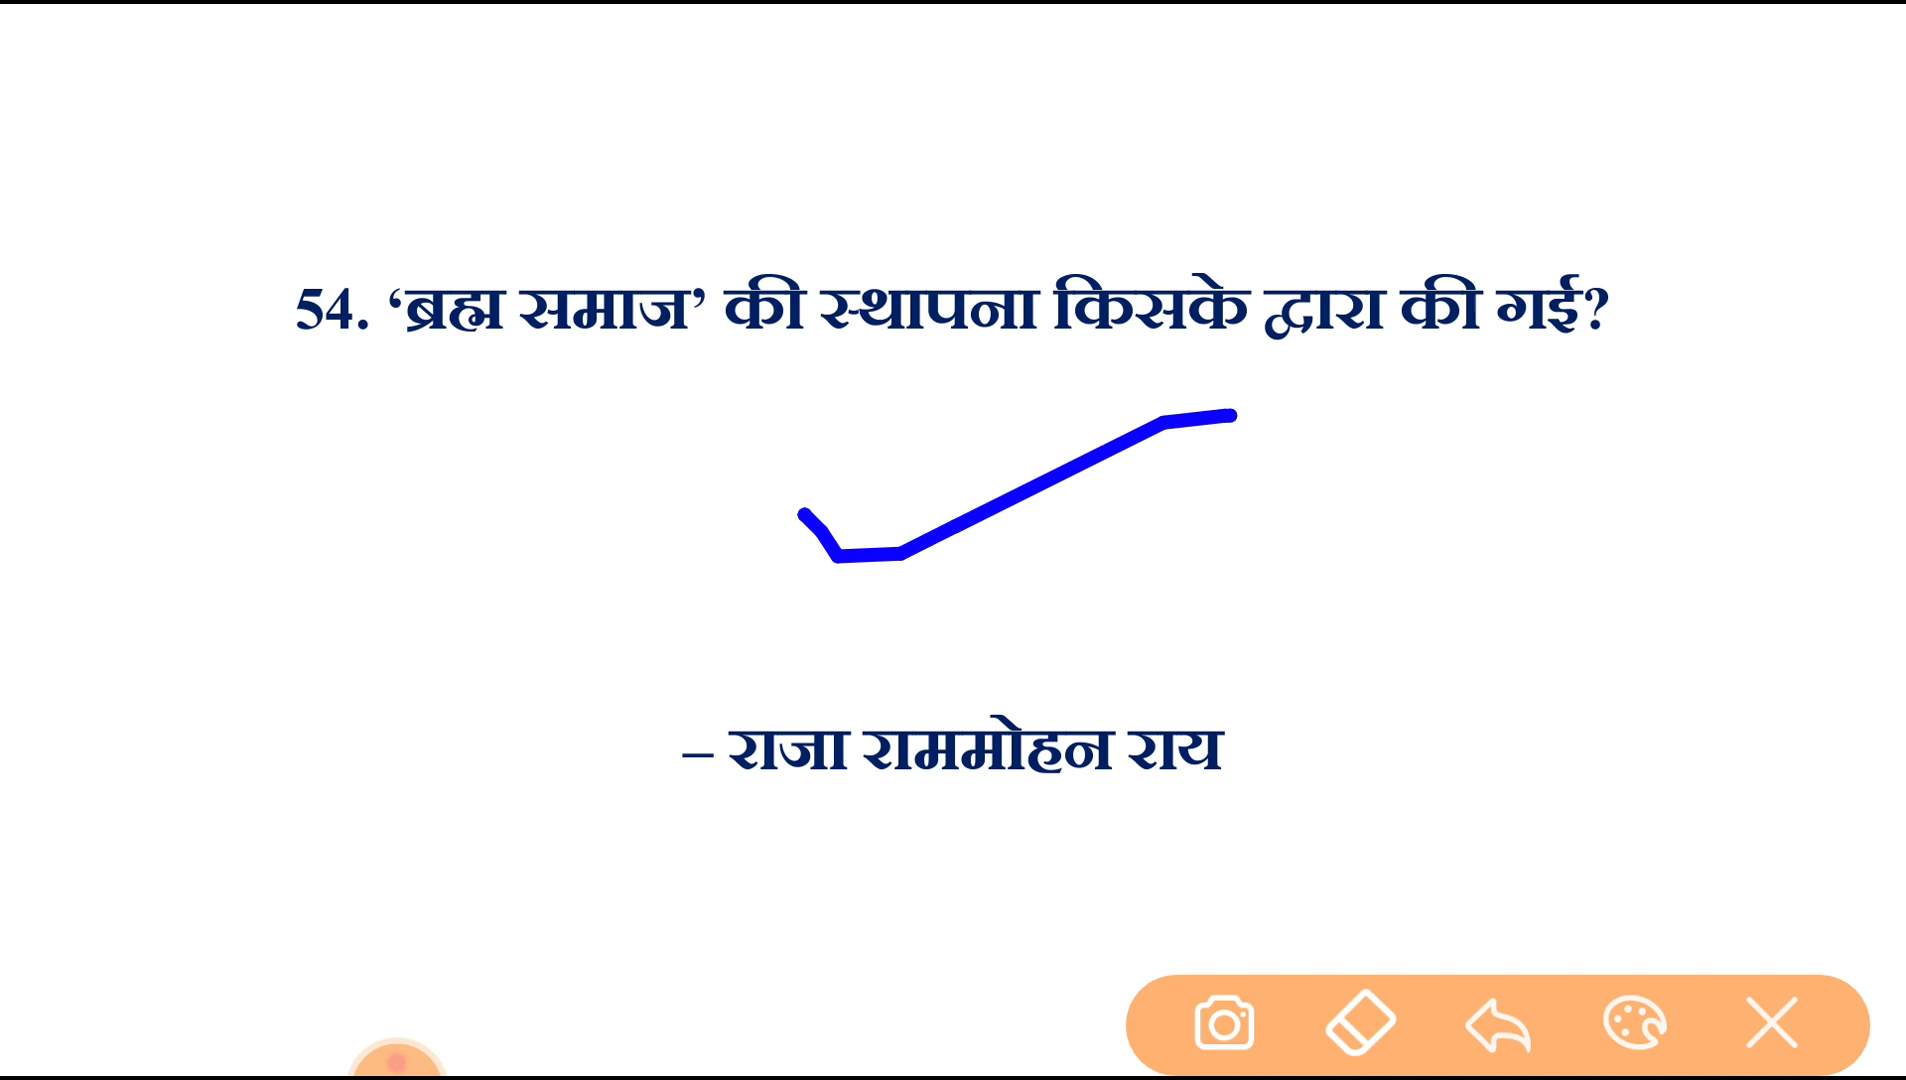 54. ‘ब्रह्म समाज’ की स्थापना किसके द्वारा की गई?
– राजा राममोहन राय